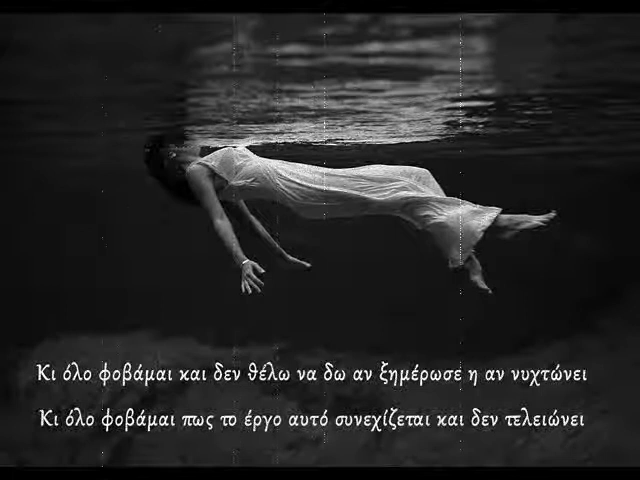 Κι όλο φοβάμαι και δεν θέλω να δω αν ξημέρωσε η αν νυχτώνει
Κι όλο φοβάμαι πως το έργο αυτό συνεχίζεται και δεν τελειώνει